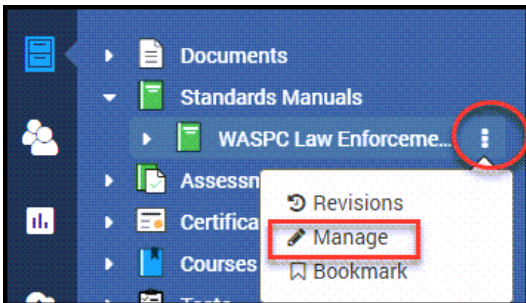 Documents
Standards Manuals
WASPC Law Enforceme...
Assessn
Revisions
Certifica
Manage
Courses
Bookmark